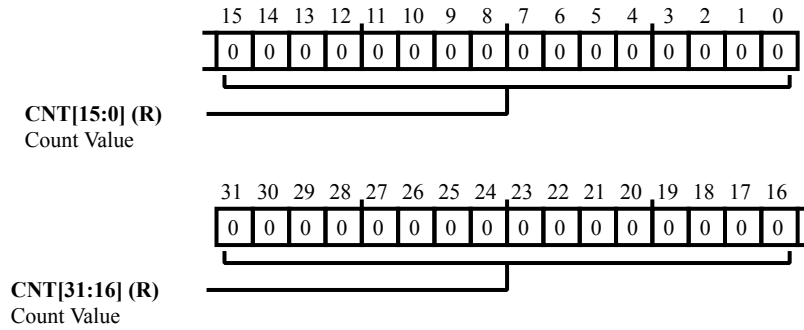 15 14 13 12 11 10 9 8 7 6 5 4 3 2 1 0
0 0 0 0 0 0 0 0 0 0 0 0 0 0 0 0
CNT[15:0] (R)
Count Value
31 30 29 28 27 26 25 24 23 22 21 20 19 18 17 16
0 0 0 0 0 0 0 0 0 0 0 0 0 0 0 0
CNT[31:16] (R)
Count Value